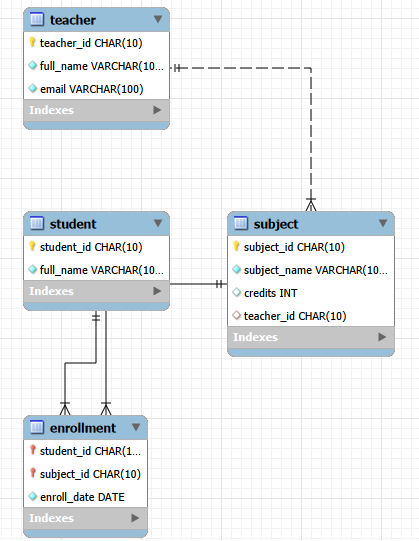 teacher
teacher_id CHAR(10)
full_name VARCHAR(10...
email VARCHAR(100)
Indexes
student
student_id CHAR(10)
full_name VARCHAR(10...
Indexes
subject
subject_id CHAR(10)
subject_name VARCHAR(10...
credits INT
teacher_id CHAR(10)
Indexes
enrollment
student_id CHAR(1...
subject_id CHAR(10)
enroll_date DATE
Indexes